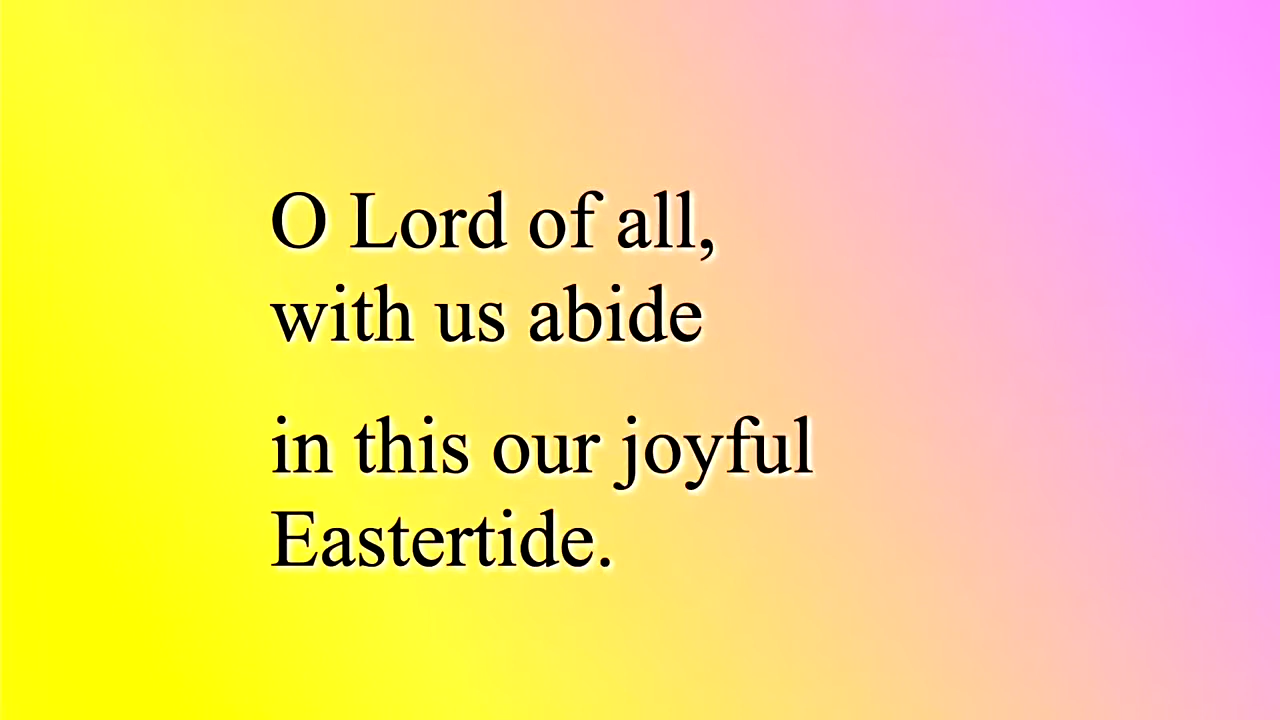 O Lord of all,
with us abide
in this our joyful
Eastertide.